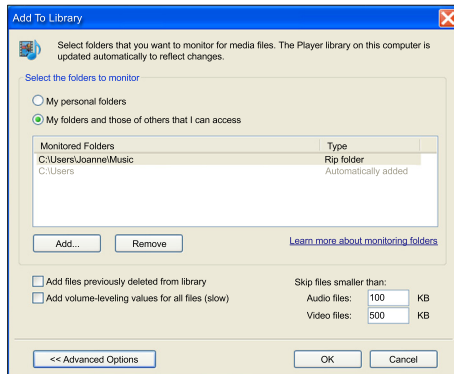 Add To Library
Select folders that you want to monitor for media files. The Player library on this computer is
updated automatically to reflect changes.
Select the folders to monitor
My personal folders
My folders and those of others that I can access
Monitored Folders Type
C:\Users\Joanne\Music Rip folder
C:\Users Automatically added
Add... Remove Learn more about monitoring folders
Add files previously deleted from library Skip files smaller than:
Add volume-leveling values for all files (slow) Audio files: 100 KB
Video files: 500 KB
<< Advanced Options OK Cancel